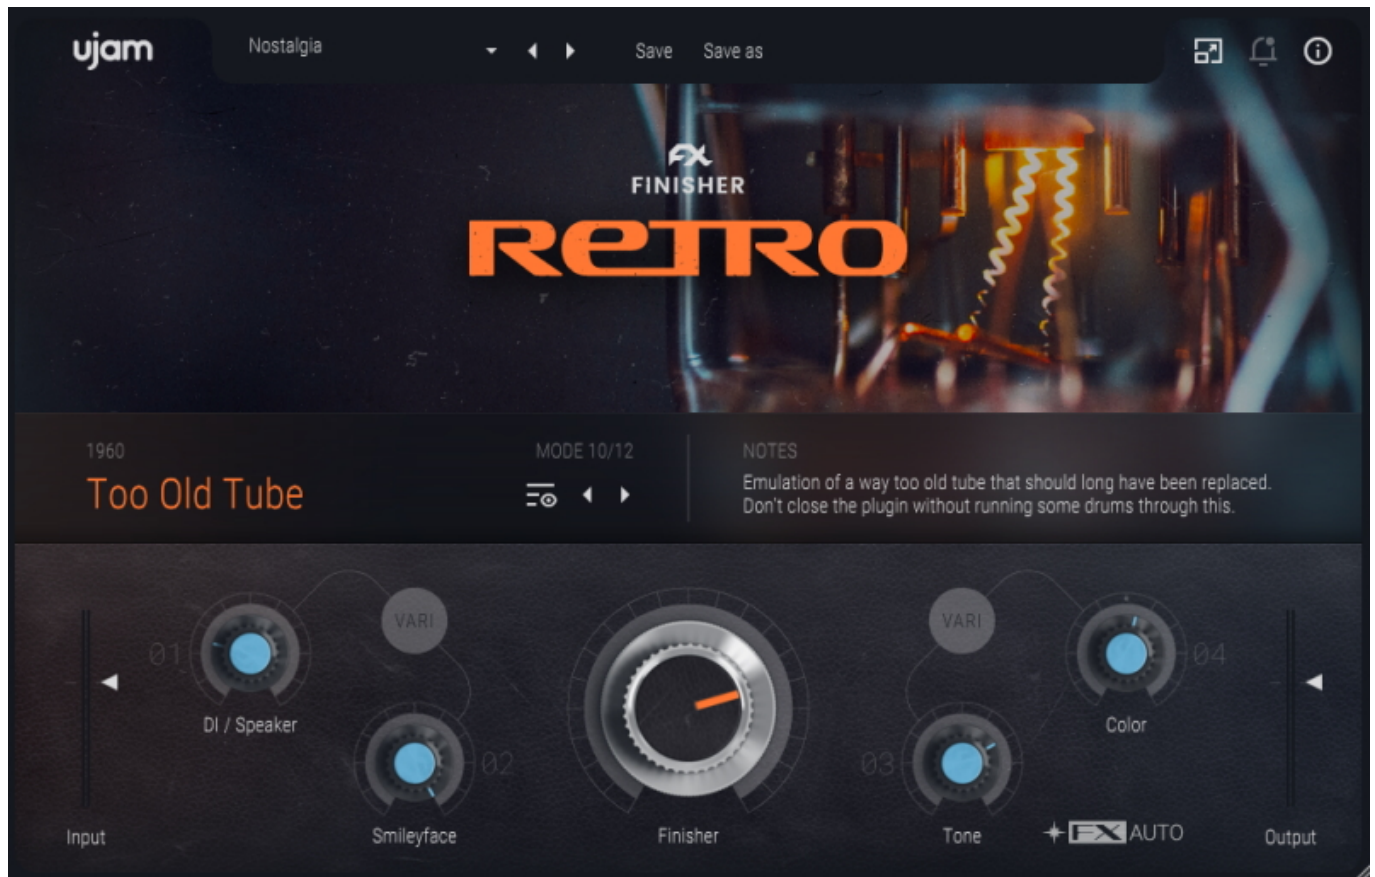 ujam
Nostalgia
Save
Save as
FX
FINISHER
RETRO
1960
MODE 10/12
Too Old Tube
NOTES
Emulation of a way too old tube that should long have been replaced.
Don't close the plugin without running some drums through this.
01
VARI
DI / Speaker
02
Smileyface
Finisher
VARI
04
Color
03
Tone
FX AUTO
Input
Output